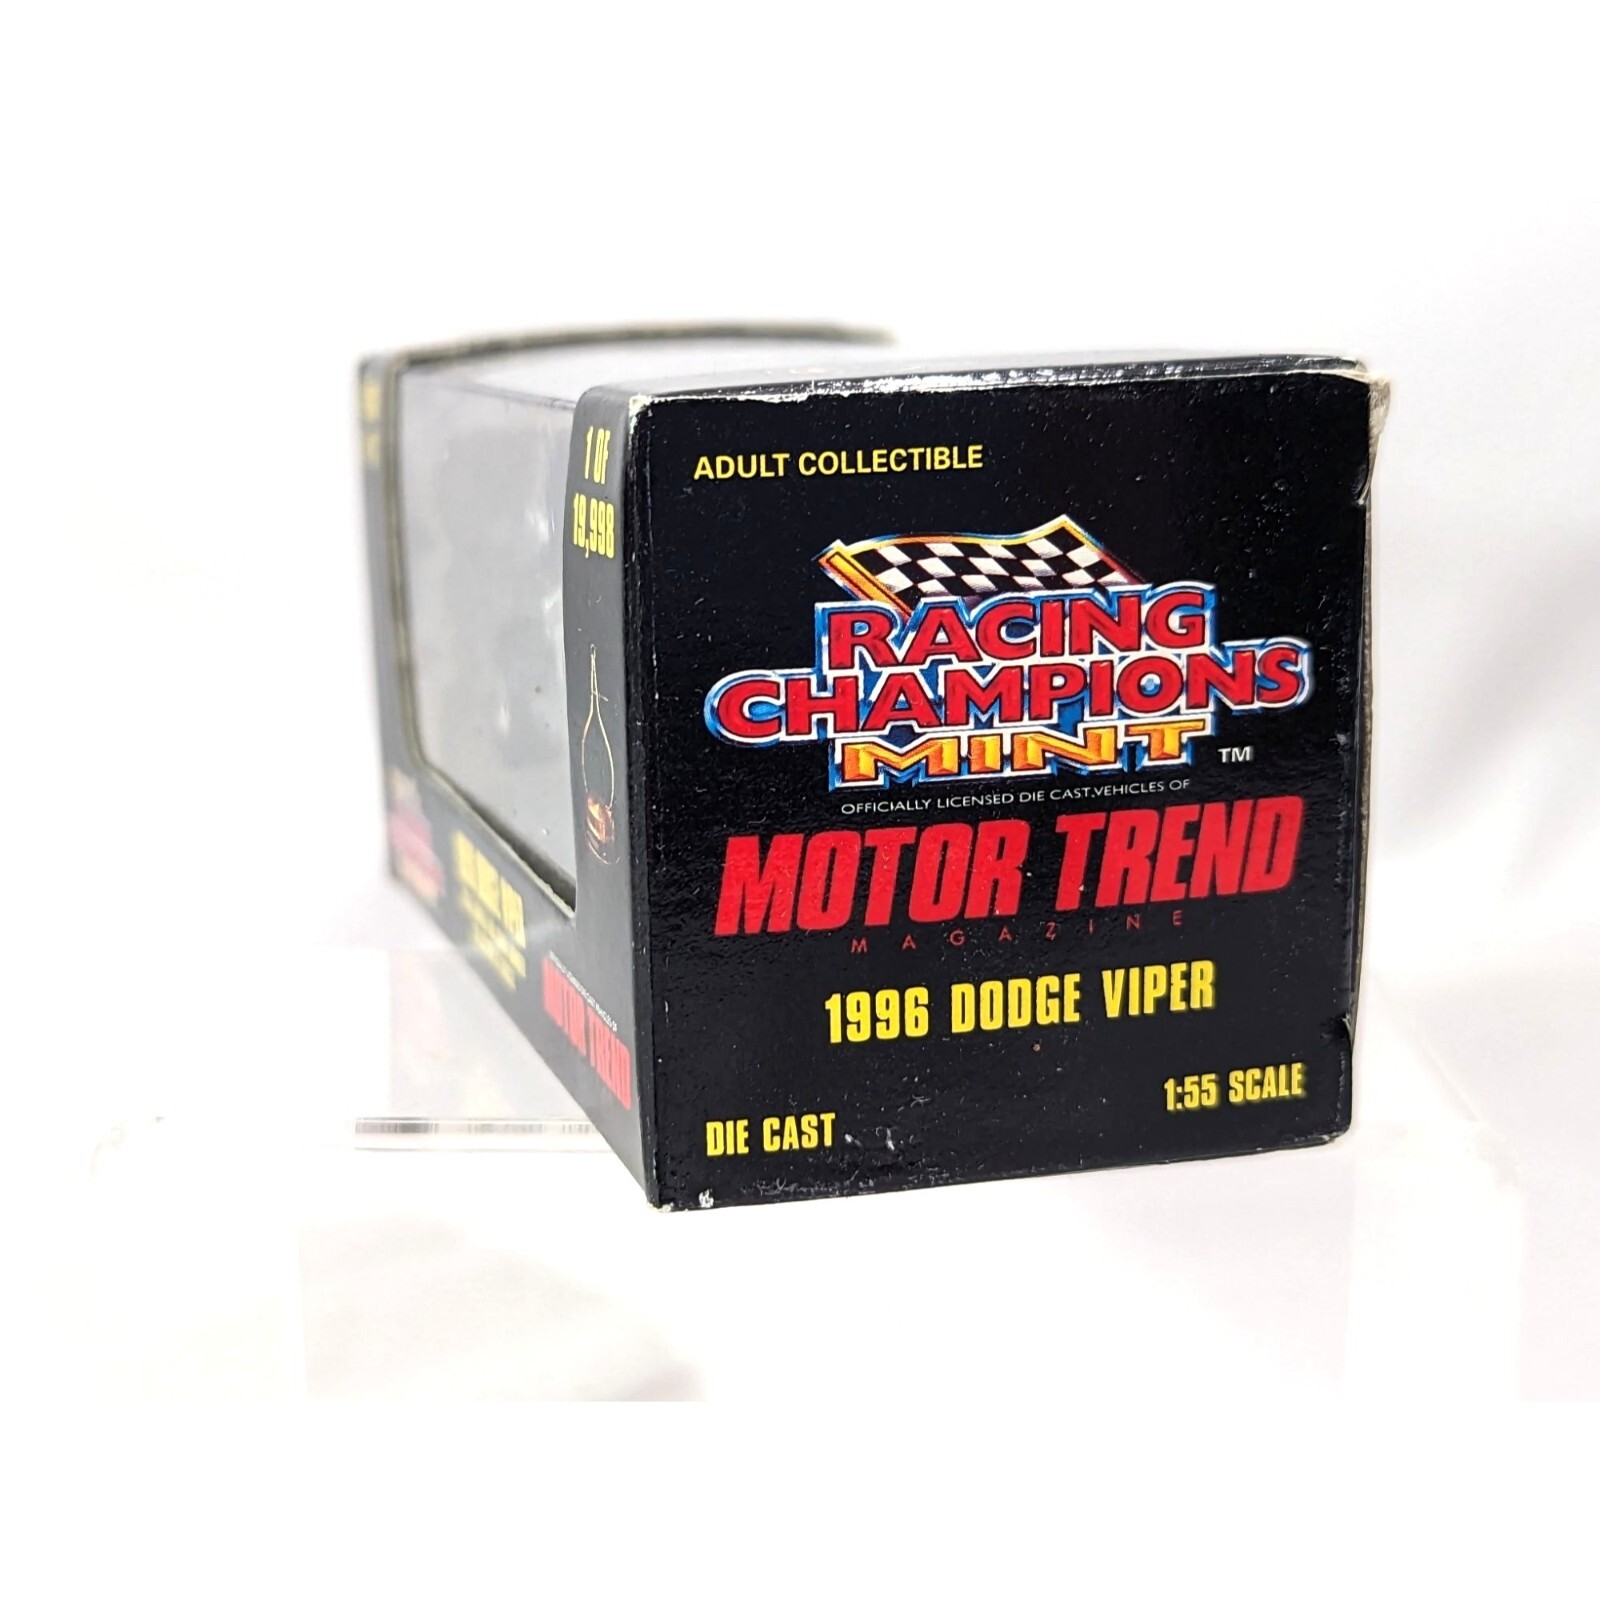 1 OF
19,998
ADULT COLLECTIBLE
RACING
CHAMPIONS
MINT TM
OFFICIALLY LICENSED DIE CAST VEHICLES OF
MOTOR TREND
MAGAZINE
1996 DODGE VIPER
1:55 SCALE
DIE CAST
MOTOR TREND